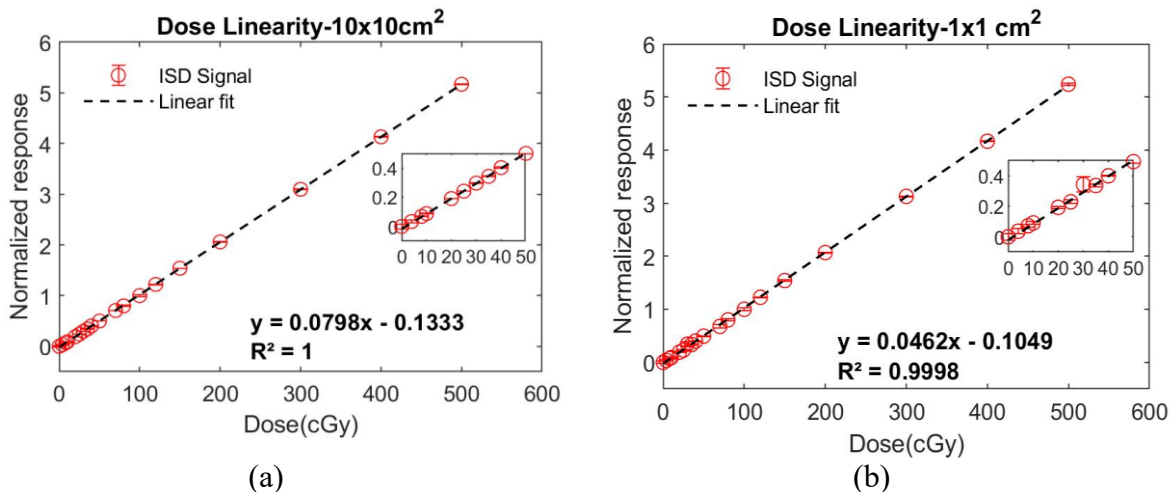 Dose Linearity-10x10cm²
6
5
4
3
2
1
0
Normalized response
ISD Signal
Linear fit
0.4
0.2
0
0 10 20 30 40 50
y = 0.0798x - 0.1333
R² = 1
0 100 200 300 400 500 600
Dose(cGy)
(a)
Dose Linearity-1x1 cm²
6
5
4
3
2
1
0
Normalized response
ISD Signal
Linear fit
0.4
0.2
0
0 10 20 30 40 50
y = 0.0462x - 0.1049
R² = 0.9998
0 100 200 300 400 500 600
Dose(cGy)
(b)